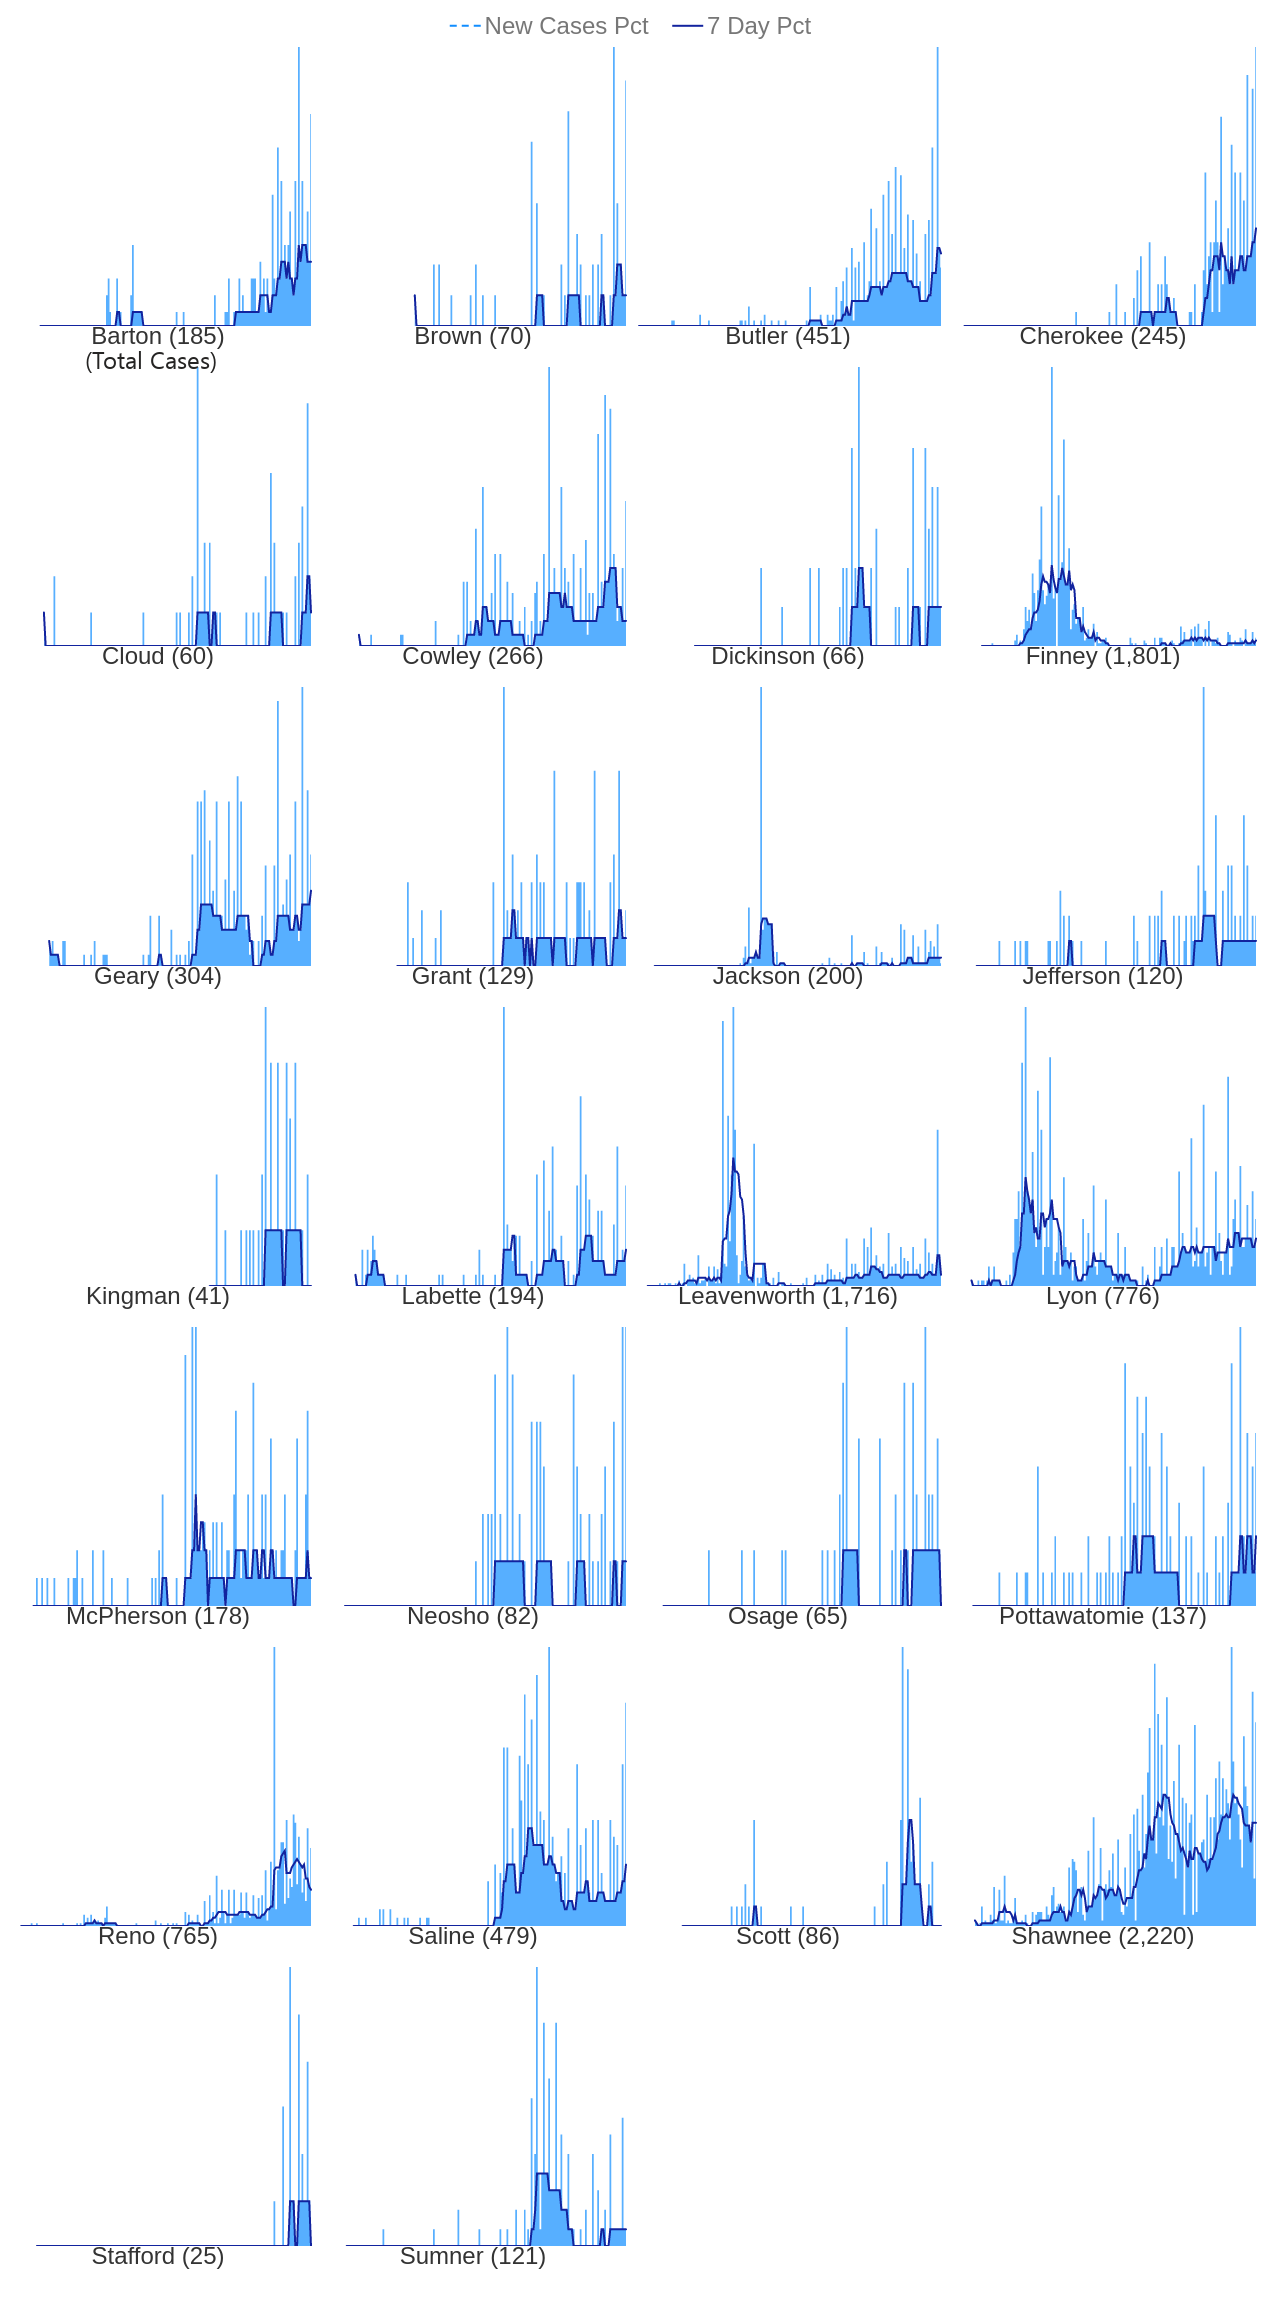 New Cases Pct 7 Day Pct
Barton (185) Brown (70) Butler (451) Cherokee (245)
(Total Cases)
Cloud (60) Cowley (266) Dickinson (66) Finney (1,801)
Geary (304) Grant (129) Jackson (200) Jefferson (120)
Kingman (41) Labette (194) Leavenworth (1,716) Lyon (776)
McPherson (178) Neosho (82) Osage (65) Pottawatomie (137)
Reno (765) Saline (479) Scott (86) Shawnee (2,220)
Stafford (25) Sumner (121)